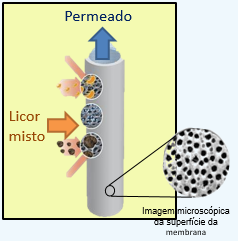 Permeado
Licor
misto
Imagem microscópica
da superfície da
membrana